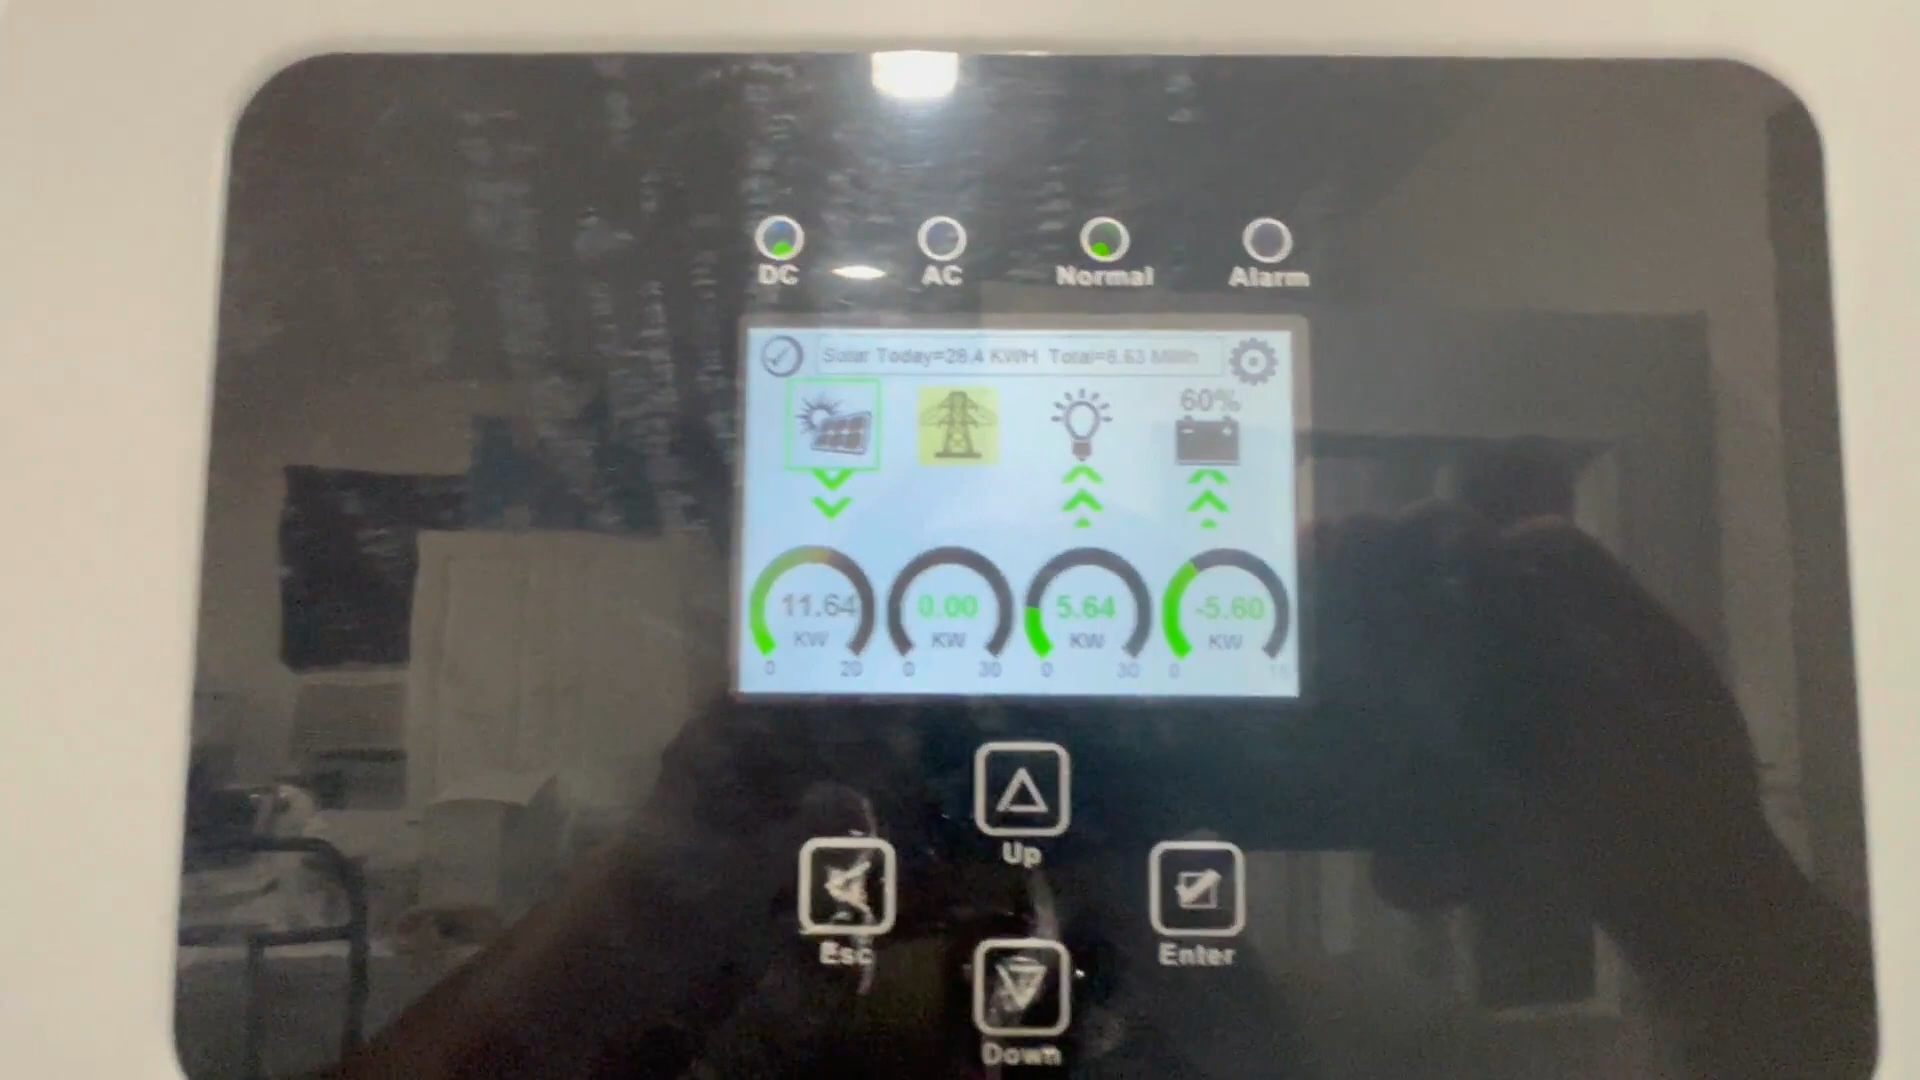 DC AC Normal Alarm
Solar Today=28.4 KWH Total=8.63 MWh
60%
11.64 0.00 5.64 -5.60
KW KW KW KW
0 20 0 30 0 30 0
Up
Esc Enter
Down